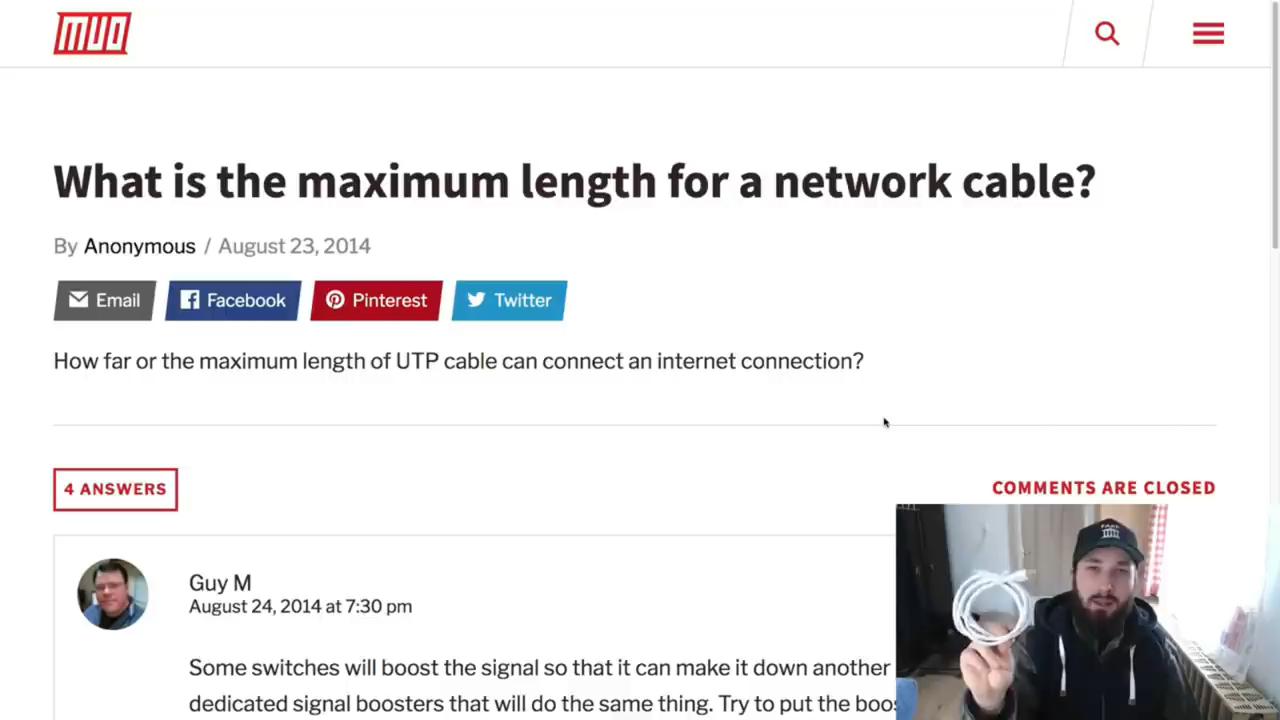 MUO
What is the maximum length for a network cable?
By Anonymous / August 23, 2014
Email
Facebook
Pinterest
Twitter
How far or the maximum length of UTP cable can connect an internet connection?
4 ANSWERS
COMMENTS ARE CLOSED
Guy M
August 24, 2014 at 7:30 pm
Some switches will boost the signal so that it can make it down another
dedicated signal boosters that will do the same thing. Try to put the